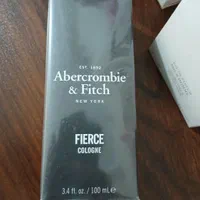 EST. 1892
Abercrombie
& Fitch
NEW YORK
FIERCE
COLOGNE
3.4 fl. oz. / 100 mL e